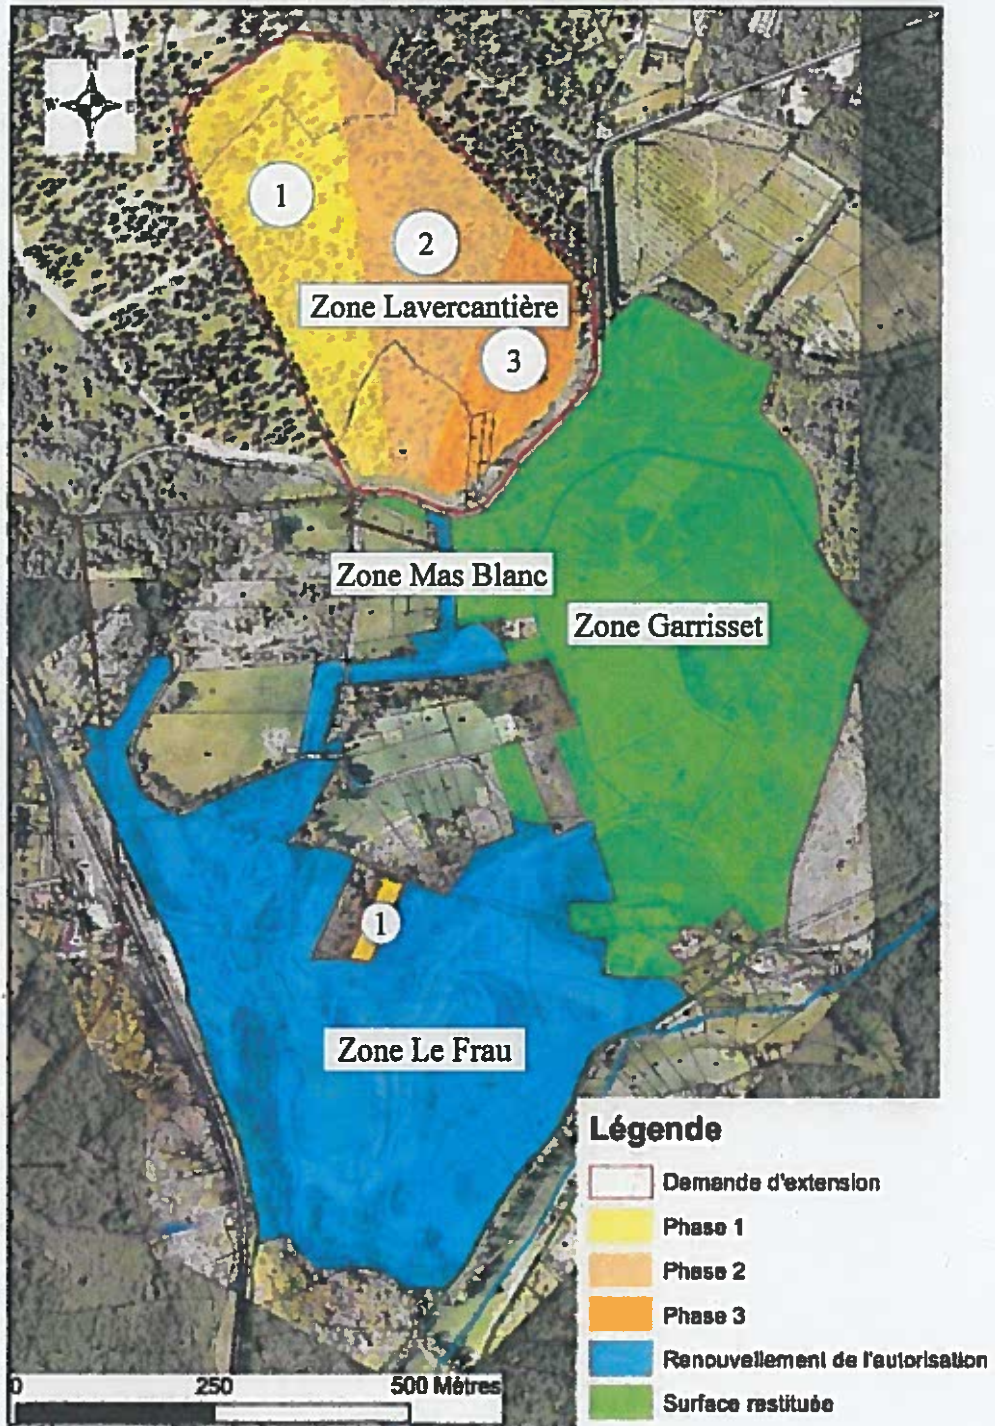 N
W
E
1
2
Zone Lavercantière
3
Zone Mas Blanc
Zone Garrisset
1
Zone Le Frau
Légende
Demande d'extension
Phase 1
Phase 2
Phase 3
Renouvellement de l'autorisation
Surface restituée
0 250 500 Mètres